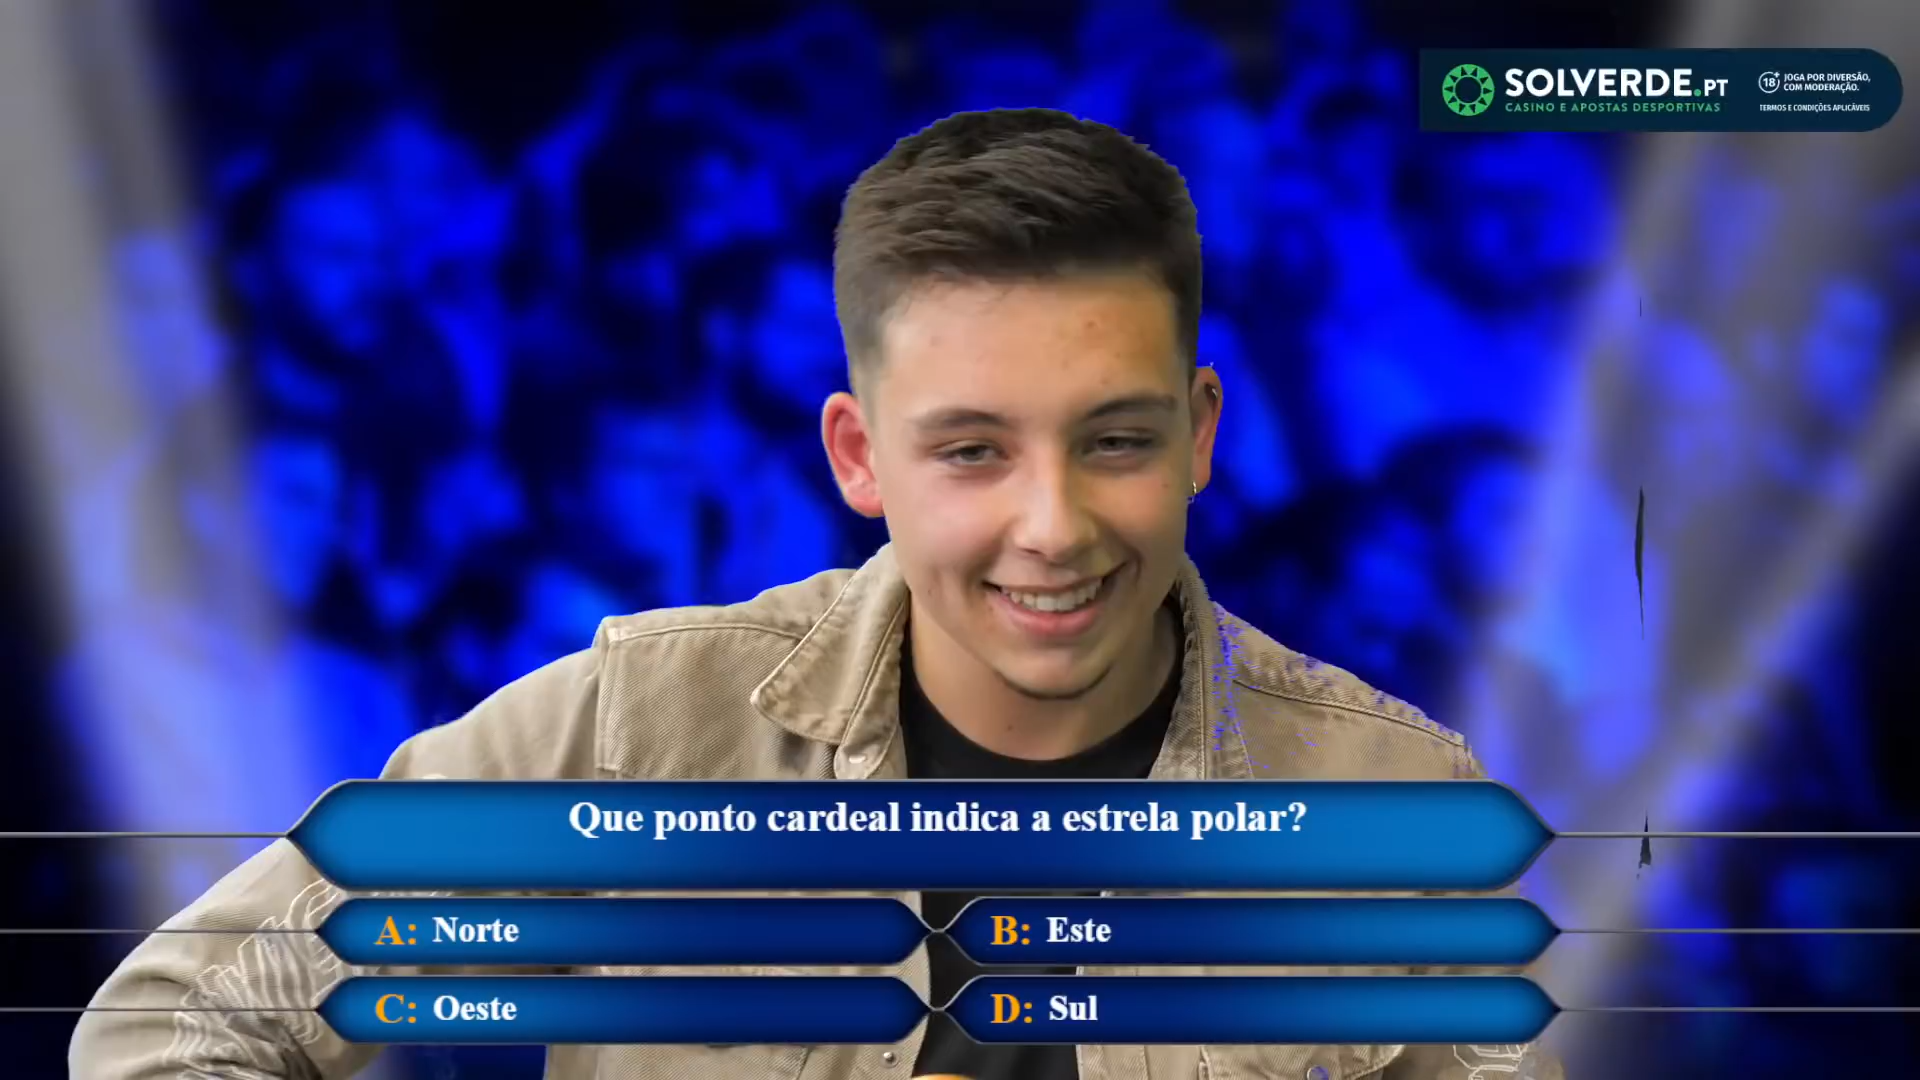 SOLVERDE.PT
CASINO E APOSTAS DESPORTIVAS
18+ JOGA POR DIVERSÃO,
COM MODERAÇÃO.
TERMOS E CONDIÇÕES APLICÁVEIS
Que ponto cardeal indica a estrela polar?
A: Norte
B: Este
C: Oeste
D: Sul